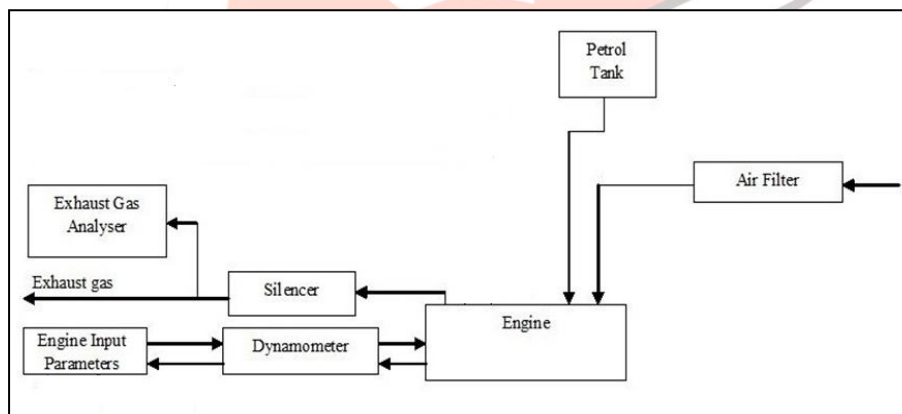 Petrol
Tank
Air Filter
Exhaust Gas
Analyser
Exhaust gas
Silencer
Engine
Engine Input
Parameters
Dynamometer